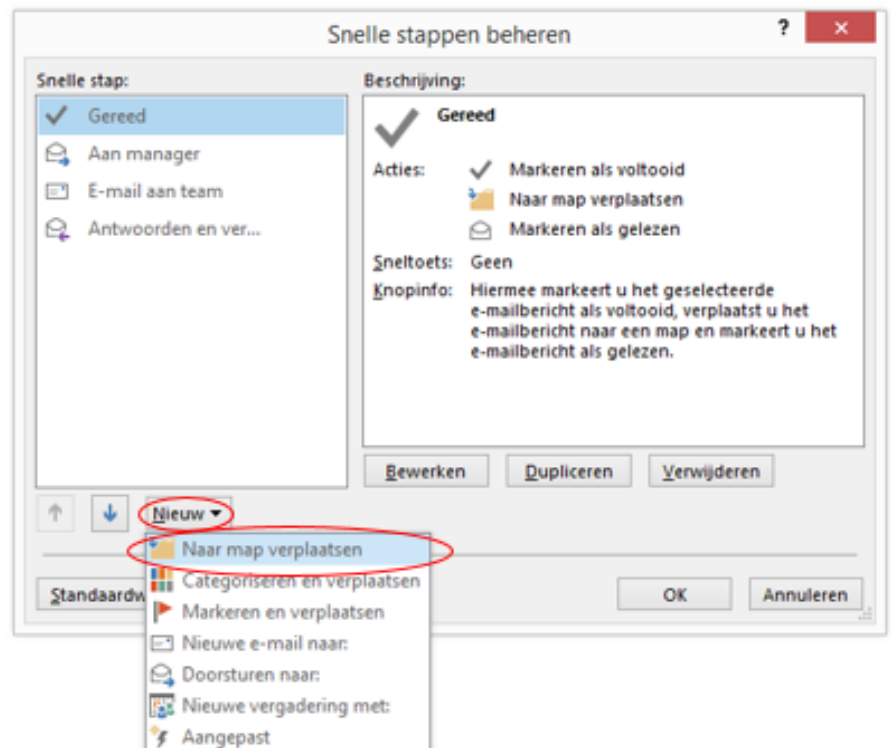 Snelle stappen beheren
?
Snelle stap:
Gereed
Aan manager
E-mail aan team
Antwoorden en ver...
Beschrijving:
Gereed
Acties:
Markeren als voltooid
Naar map verplaatsen
Markeren als gelezen
Sneltoets: Geen
Knopinfo: Hiermee markeert u het geselecteerde
e-mailbericht als voltooid, verplaatst u het
e-mailbericht naar een map en markeert u het
e-mailbericht als gelezen.
Bewerken
Dupliceren
Verwijderen
Nieuw
Naar map verplaatsen
Categoriseren en verplaatsen
Markeren en verplaatsen
Nieuwe e-mail naar:
Doorsturen naar:
Nieuwe vergadering met:
Aangepast
Standaardw
OK
Annuleren